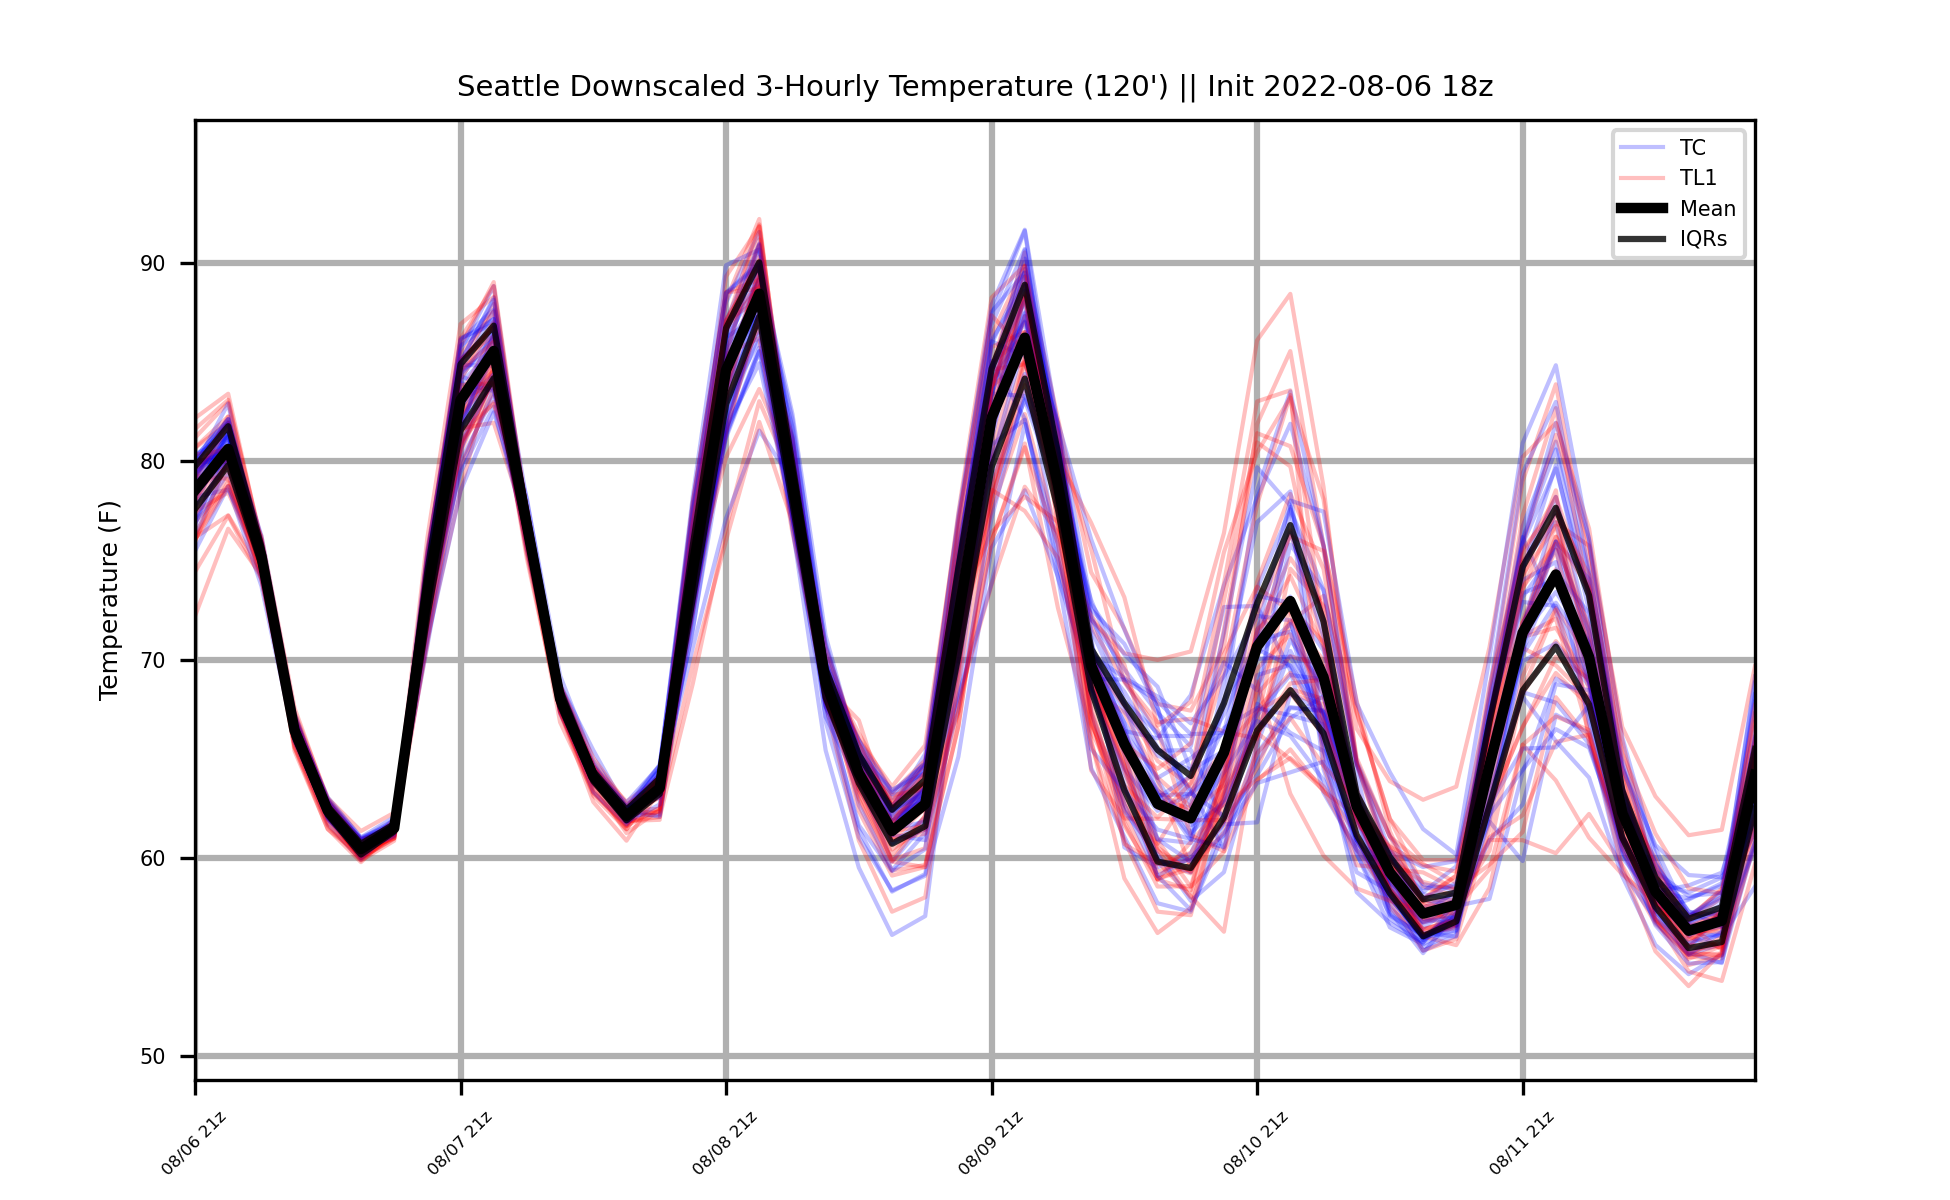 Seattle Downscaled 3-Hourly Temperature (120') || Init 2022-08-06 18z
TC
TL1
Mean
IQRs
Temperature (F)
90
80
70
60
50
08/06 21z
08/07 21z
08/08 21z
08/09 21z
08/10 21z
08/11 21z